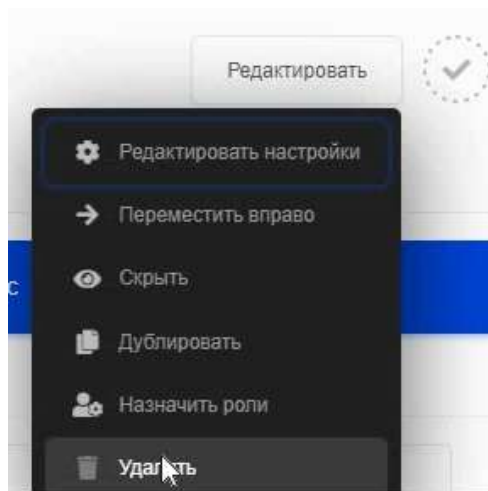 Редактировать
Редактировать настройки
Переместить вправо
с
Скрыть
Дублировать
Назначить роли
Удалить